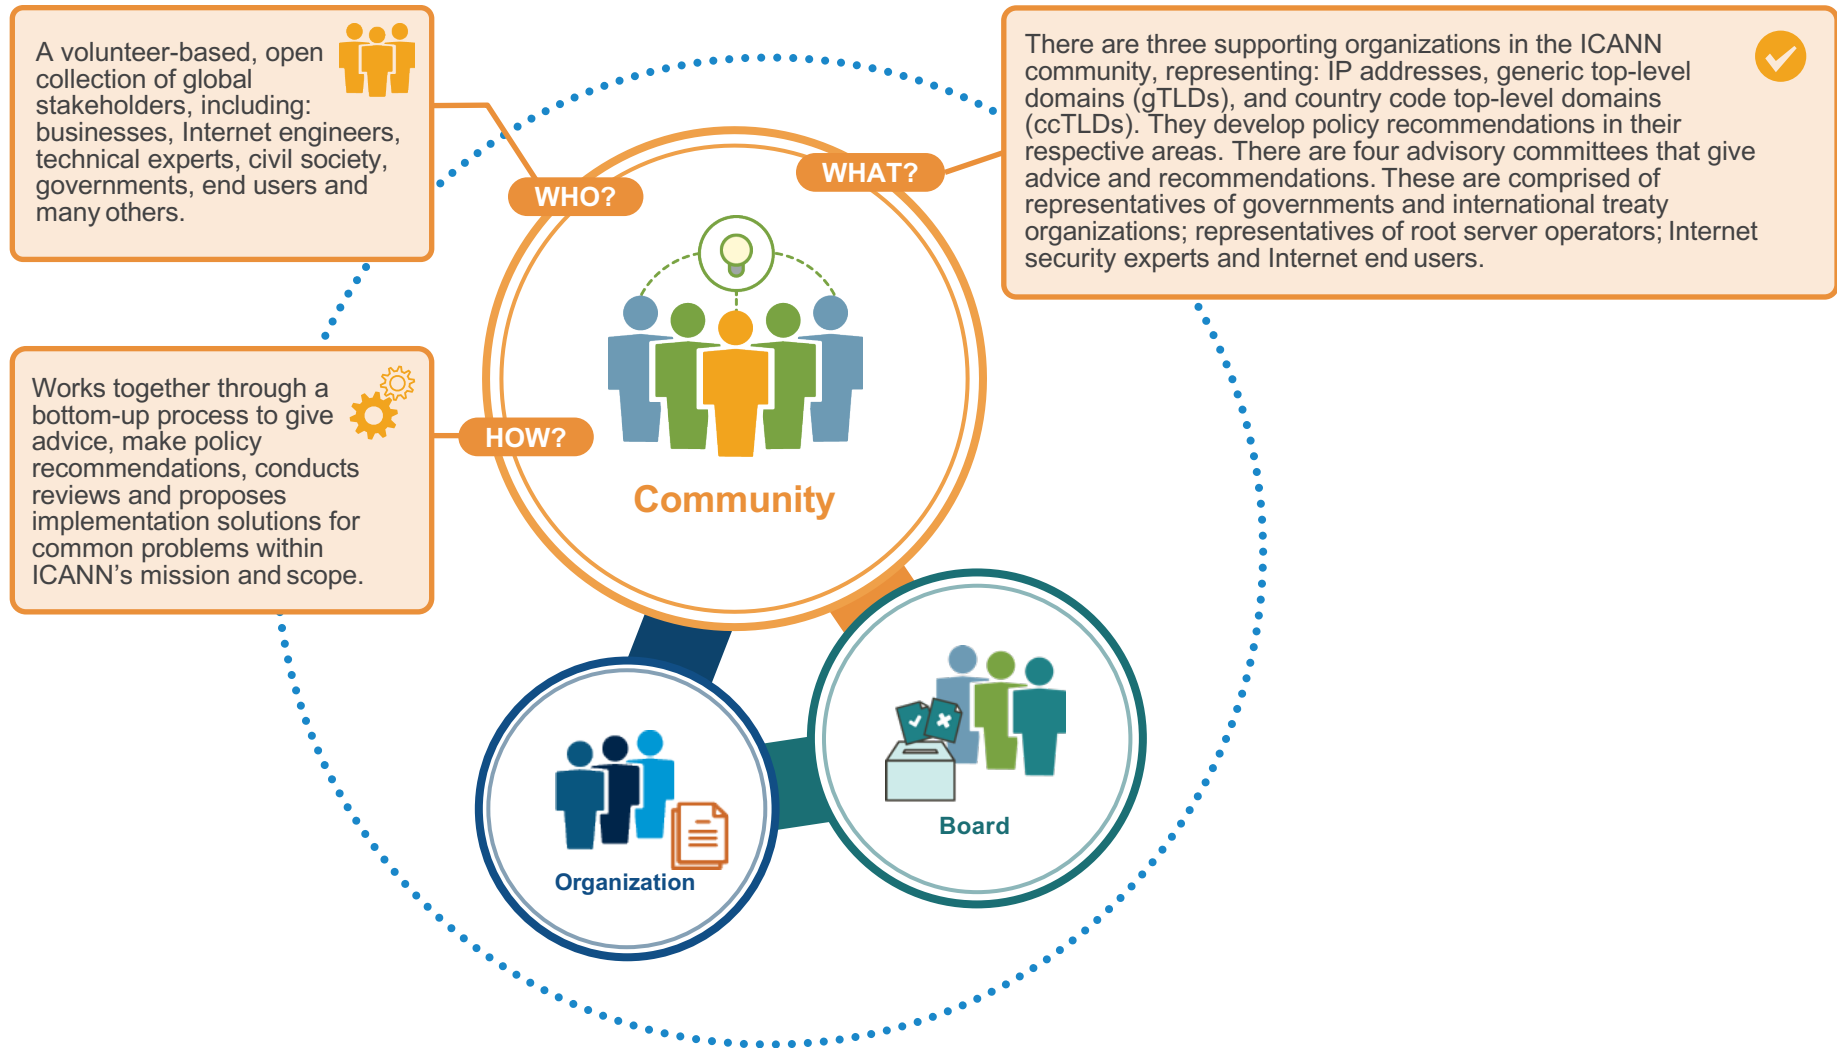 A volunteer-based, open
collection of global
stakeholders, including:
businesses, Internet engineers,
technical experts, civil society,
governments, end users and
many others.
WHO?
There are three supporting organizations in the ICANN
community, representing: IP addresses, generic top-level
domains (gTLDs), and country code top-level domains
(ccTLDs). They develop policy recommendations in their
respective areas. There are four advisory committees that give
advice and recommendations. These are comprised of
representatives of governments and international treaty
organizations; representatives of root server operators; Internet
security experts and Internet end users.
WHAT?
Works together through a
bottom-up process to give
advice, make policy
recommendations, conducts
reviews and proposes
implementation solutions for
common problems within
ICANN’s mission and scope.
HOW?
Community
Board
Organization